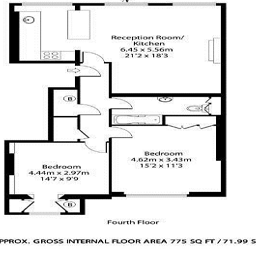 Reception Room/
Kitchen
6.45 x 5.56m
21'2 x 18'3
B
Bedroom
4.44m x 2.97m
14'7 x 9'9
Bedroom
4.62m x 3.43m
15'2 x 11'3
B
Fourth Floor
PPROX. GROSS INTERNAL FLOOR AREA 775 SQ FT / 71.99 S